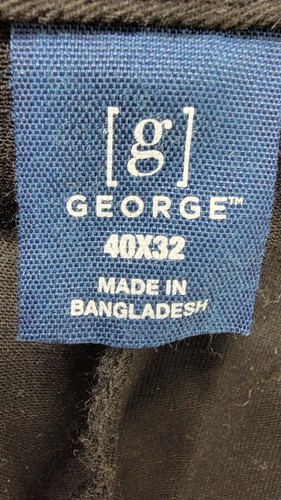 [g]
GEORGE™
40X32
MADE IN
BANGLADESH